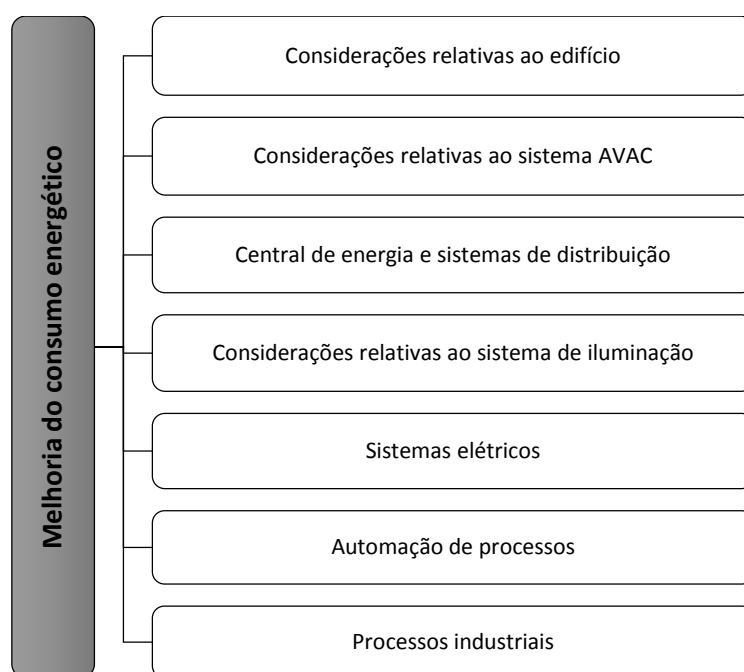 Melhoria do consumo energético
Considerações relativas ao edifício
Considerações relativas ao sistema AVAC
Central de energia e sistemas de distribuição
Considerações relativas ao sistema de iluminação
Sistemas elétricos
Automação de processos
Processos industriais